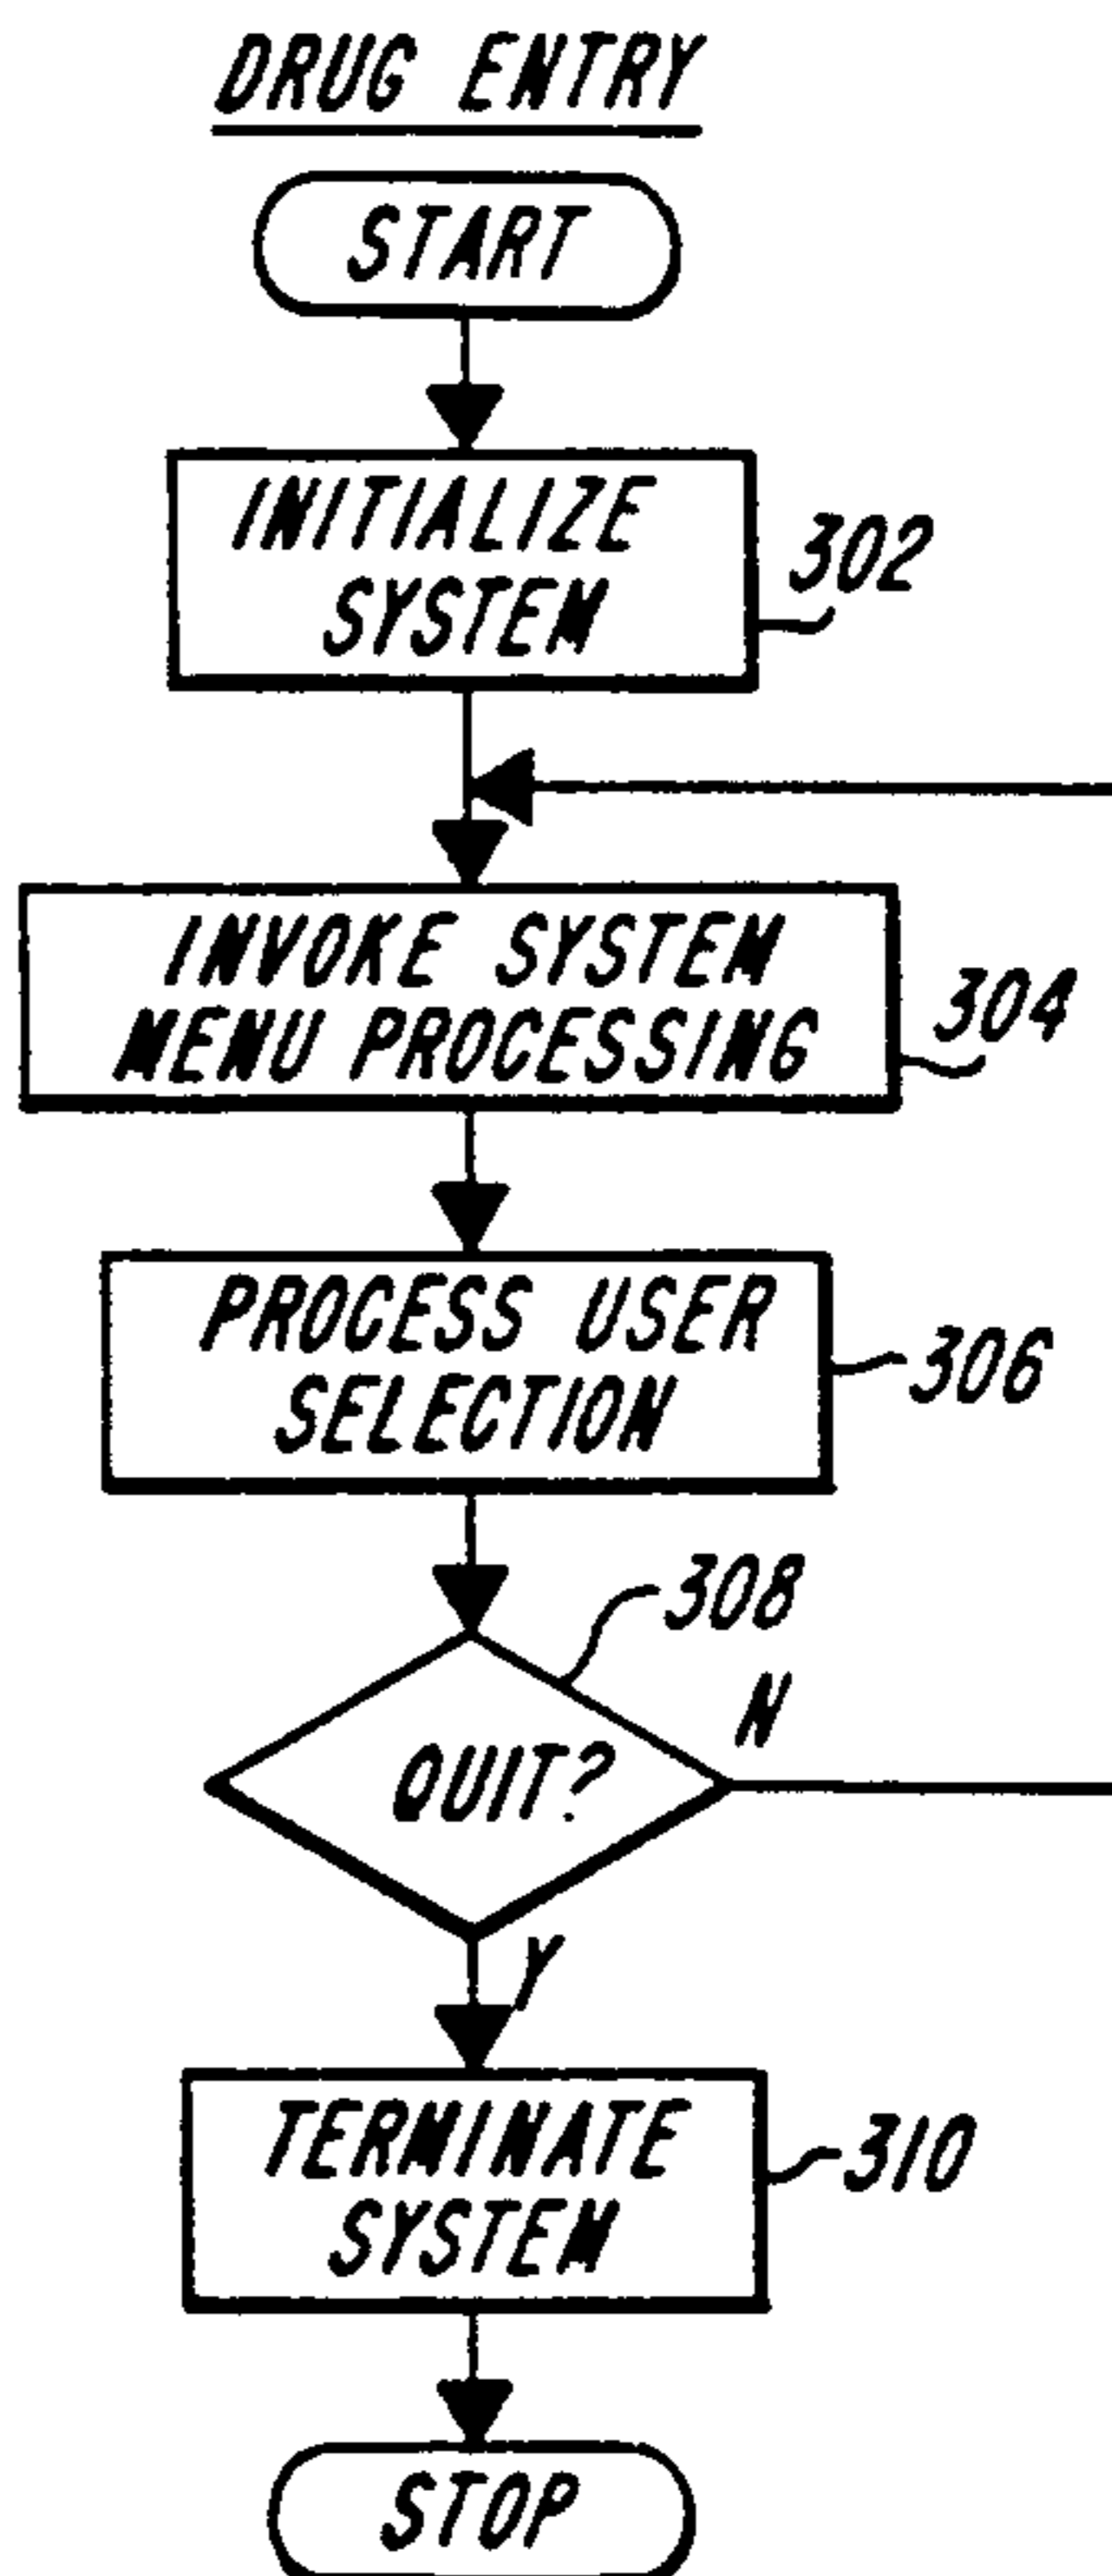 DRUG ENTRY
START
INITIALIZE
SYSTEM
302
INVOKE SYSTEM
MENU PROCESSING
304
PROCESS USER
SELECTION
306
308
QUIT?
N
Y
TERMINATE
SYSTEM
310
STOP